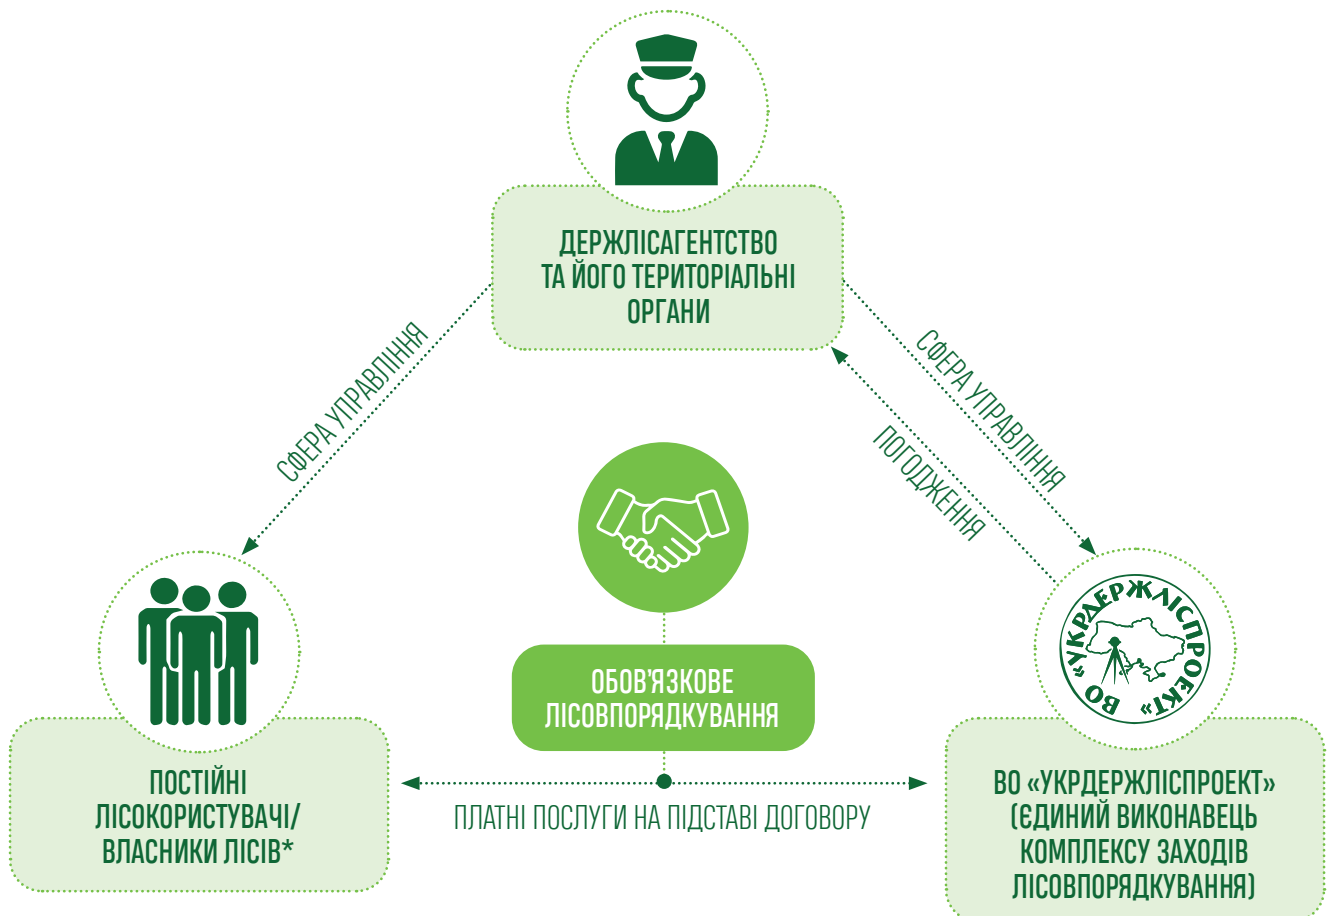 ДЕРЖЛІСАГЕНТСТВО
ТА ЙОГО ТЕРИТОРІАЛЬНІ
ОРГАНИ
СФЕРА УПРАВЛІННЯ
СФЕРА УПРАВЛІННЯ
ПОГОДЖЕННЯ
ОБОВ'ЯЗКОВЕ
ЛІСОВПОРЯДКУВАННЯ
ВО «УКРДЕРЖЛІСПРОЕКТ»
ПОСТІЙНІ
ЛІСОКОРИСТУВАЧІ/
ВЛАСНИКИ ЛІСІВ*
ПЛАТНІ ПОСЛУГИ НА ПІДСТАВІ ДОГОВОРУ
ВО «УКРДЕРЖЛІСПРОЕКТ»
(ЄДИНИЙ ВИКОНАВЕЦЬ
КОМПЛЕКСУ ЗАХОДІВ
ЛІСОВПОРЯДКУВАННЯ)